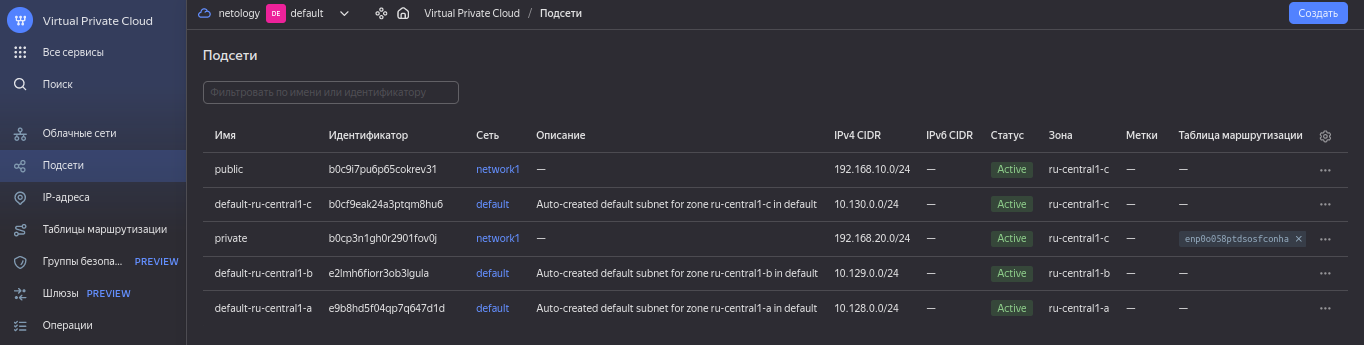 Virtual Private Cloud
Все сервисы
Поиск
Облачные сети
Подсети
IP-адреса
Таблицы маршрутизации
Группы безопа... PREVIEW
Шлюзы PREVIEW
Операции
netology DE default Virtual Private Cloud / Подсети Создать
Подсети
Фильтровать по имени или идентификатору
Имя Идентификатор Сеть Описание IPv4 CIDR IPv6 CIDR Статус Зона Метки Таблица маршрутизации
public b0c9i7pu6p65cokrev31 network1 — 192.168.10.0/24 — Active ru-central1-c — —
default-ru-central1-c b0cf9eak24a3ptqm8hu6 default Auto-created default subnet for zone ru-central1-c in default 10.130.0.0/24 — Active ru-central1-c — —
private b0cp3n1gh0r2901fov0j network1 — 192.168.20.0/24 — Active ru-central1-c — enp0o058ptdsosfconha ×
default-ru-central1-b e2lmh6fiorr3ob3lgula default Auto-created default subnet for zone ru-central1-b in default 10.129.0.0/24 — Active ru-central1-b — —
default-ru-central1-a e9b8hd5f04qp7q647d1d default Auto-created default subnet for zone ru-central1-a in default 10.128.0.0/24 — Active ru-central1-a — —